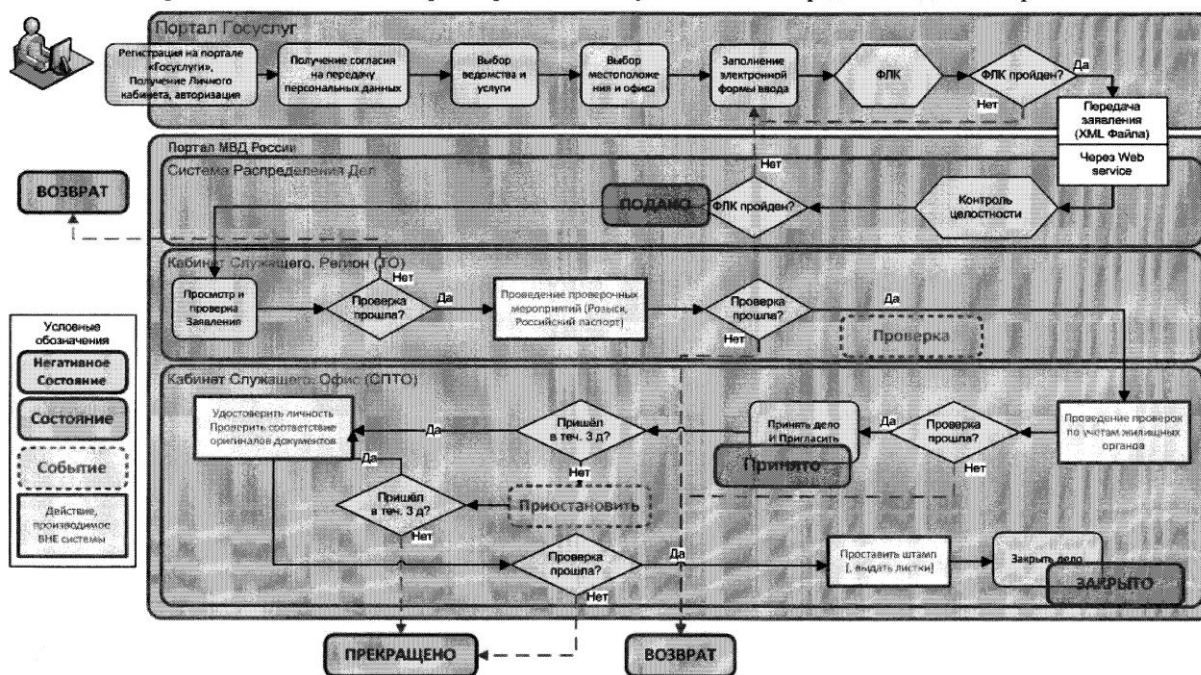 Портал Госуслуг
Регистрация на портале
«Госуслуги»,
Получение Личного
кабинета, авторизация
Получение согласия
на передачу
персональных данных
Выбор
ведомства и
услуги
Выбор
местоположе
ния и офиса
Заполнение
электронной
формы ввода
ФЛК
ФЛК пройден?
Да
Нет
Передача
заявления
(XML Файла)
Через Web
service
Портал МВД России
Система Распределения Дел
Контроль
целостности
ФЛК пройден?
Нет
ПОДАНО
ВОЗВРАТ
Кабинет Служащего. Регион (ТО)
Просмотр и
проверка
Заявления
Проверка
прошла?
Нет
Да
Проведение проверочных
мероприятий (Розыск,
Российский паспорт)
Проверка
прошла?
Да
Нет
Проверка
Условные
обозначения
Негативное
Состояние
Состояние
Событие
Действие,
производимое
ВНЕ системы
Кабинет Служащего. Офис (СПТО)
Удостоверить личность
Проверить соответствие
оригиналов документов
Да
Пришёл
в теч. 3 д?
Нет
Принять дело
И Пригласить
Принято
Да
Проверка
прошла?
Нет
Проведение проверок
по учетам жилищных
органов
Да
Пришёл
в теч. 3 д?
Нет
Приостановить
Проверка
прошла?
Да
Нет
Проставить штамп
[, выдать листки]
Закрыть дело
ЗАКРЫТО
ПРЕКРАЩЕНО
ВОЗВРАТ